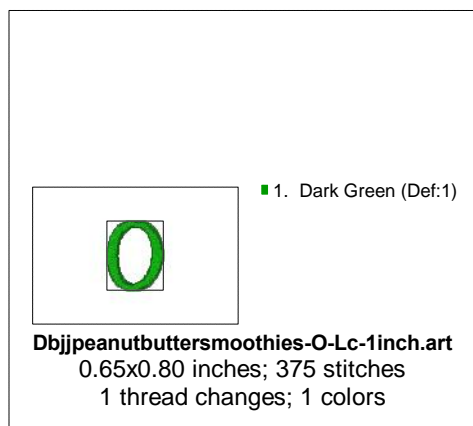 1. Dark Green (Def:1)
O
Dbjjpeanutbuttersmoothies-O-Lc-1inch.art
0.65x0.80 inches; 375 stitches
1 thread changes; 1 colors